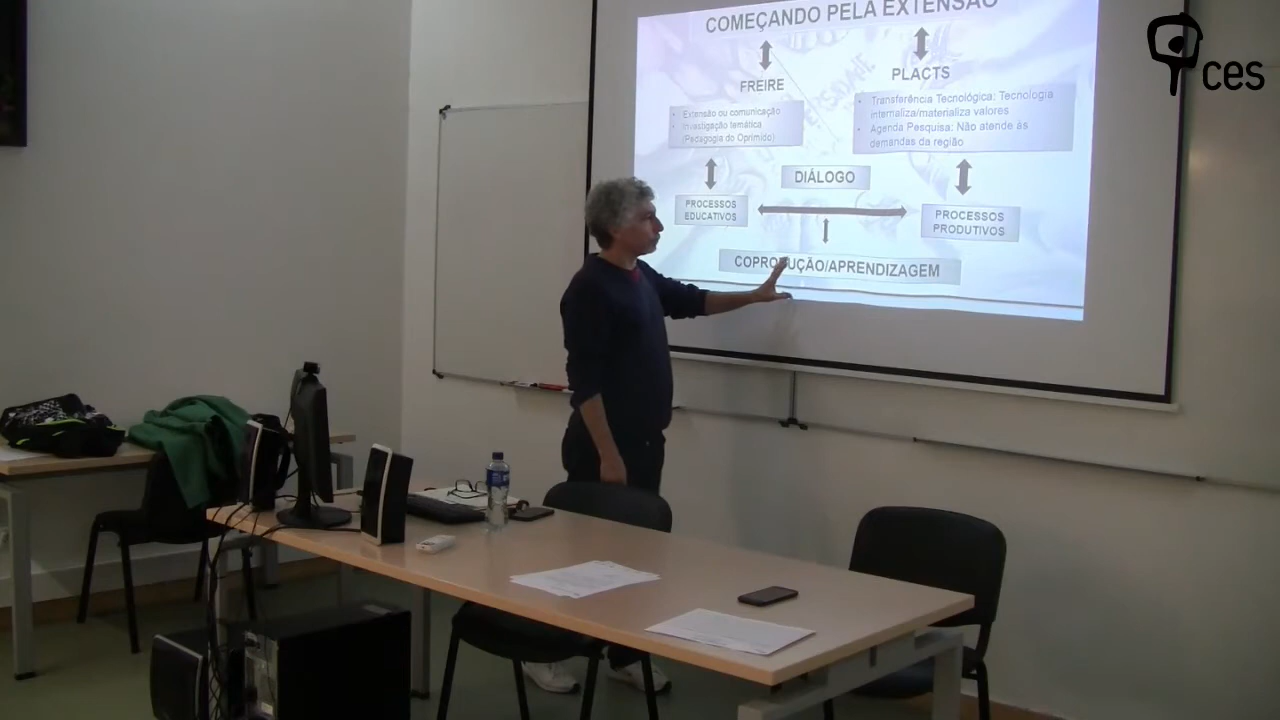 COMEÇANDO PELA EXTENSÃO
FREIRE
• Extensão ou comunicação
• Investigação temática
(Pedagogia do Oprimido)
PLACTS
• Transferência Tecnológica: Tecnologia
internaliza/materializa valores
• Agenda Pesquisa: Não atende às
demandas da região
DIÁLOGO
PROCESSOS
EDUCATIVOS
PROCESSOS
PRODUTIVOS
COPRODUÇÃO/APRENDIZAGEM
ces